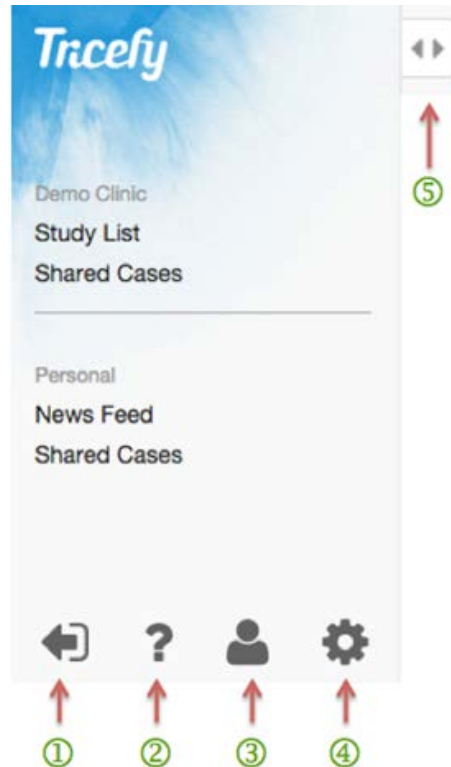 Tricefy
Demo Clinic
Study List
Shared Cases
Personal
News Feed
Shared Cases
?
⑤
① ② ③ ④